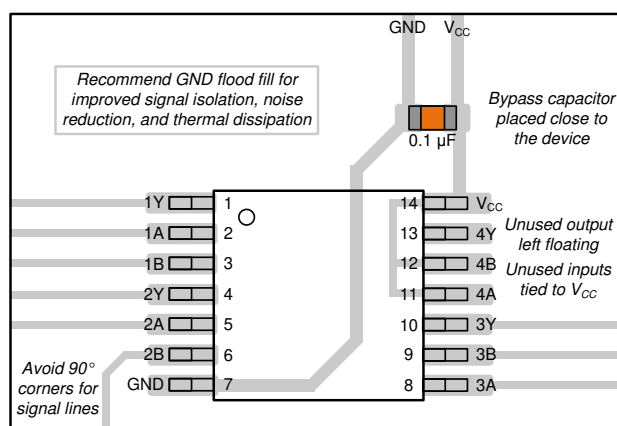 GND VCC
Recommend GND flood fill for
improved signal isolation, noise
reduction, and thermal dissipation
Bypass capacitor
placed close to
the device
0.1 µF
1Y 1 14 VCC
1A 2 13 4Y
1B 3 12 4B
2Y 4 11 4A
2A 5 10 3Y
2B 6 9 3B
GND 7 8 3A
Unused output
left floating
Unused inputs
tied to VCC
Avoid 90°
corners for
signal lines